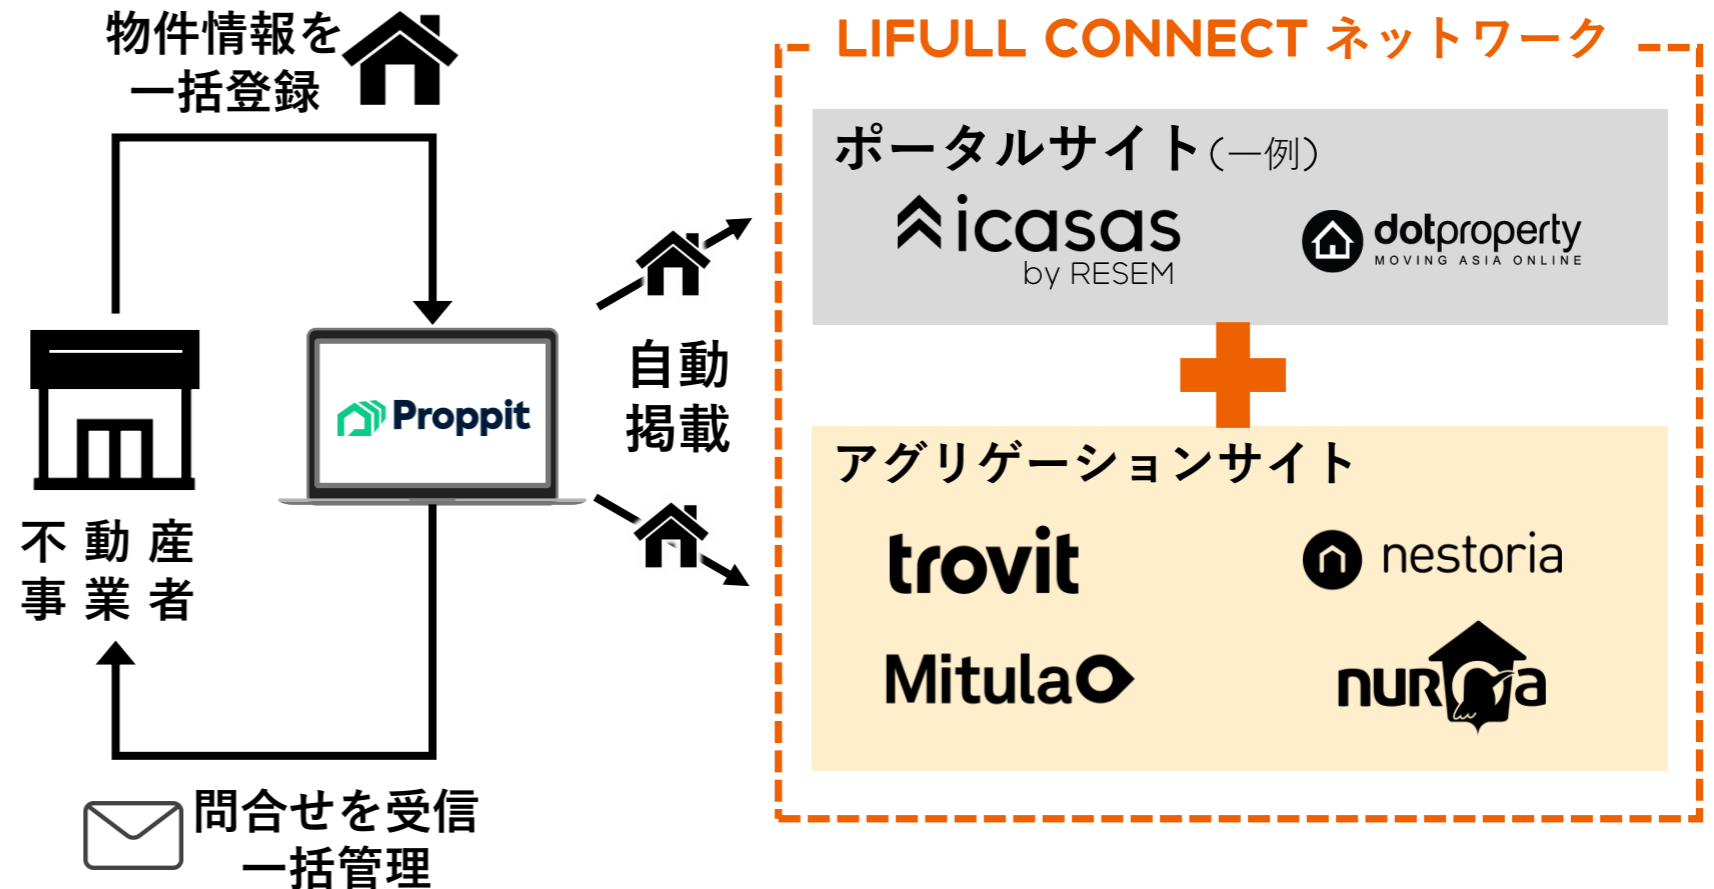 物件情報を
一括登録
LIFULL CONNECT ネットワーク
ポータルサイト(一例)
icasas
by RESEM
dotproperty
MOVING ASIA ONLINE
Proppit
自動
掲載
不動産
事業者
アグリゲーションサイト
trovit
nestoria
Mitula
nuroa
問合せを受信
一括管理